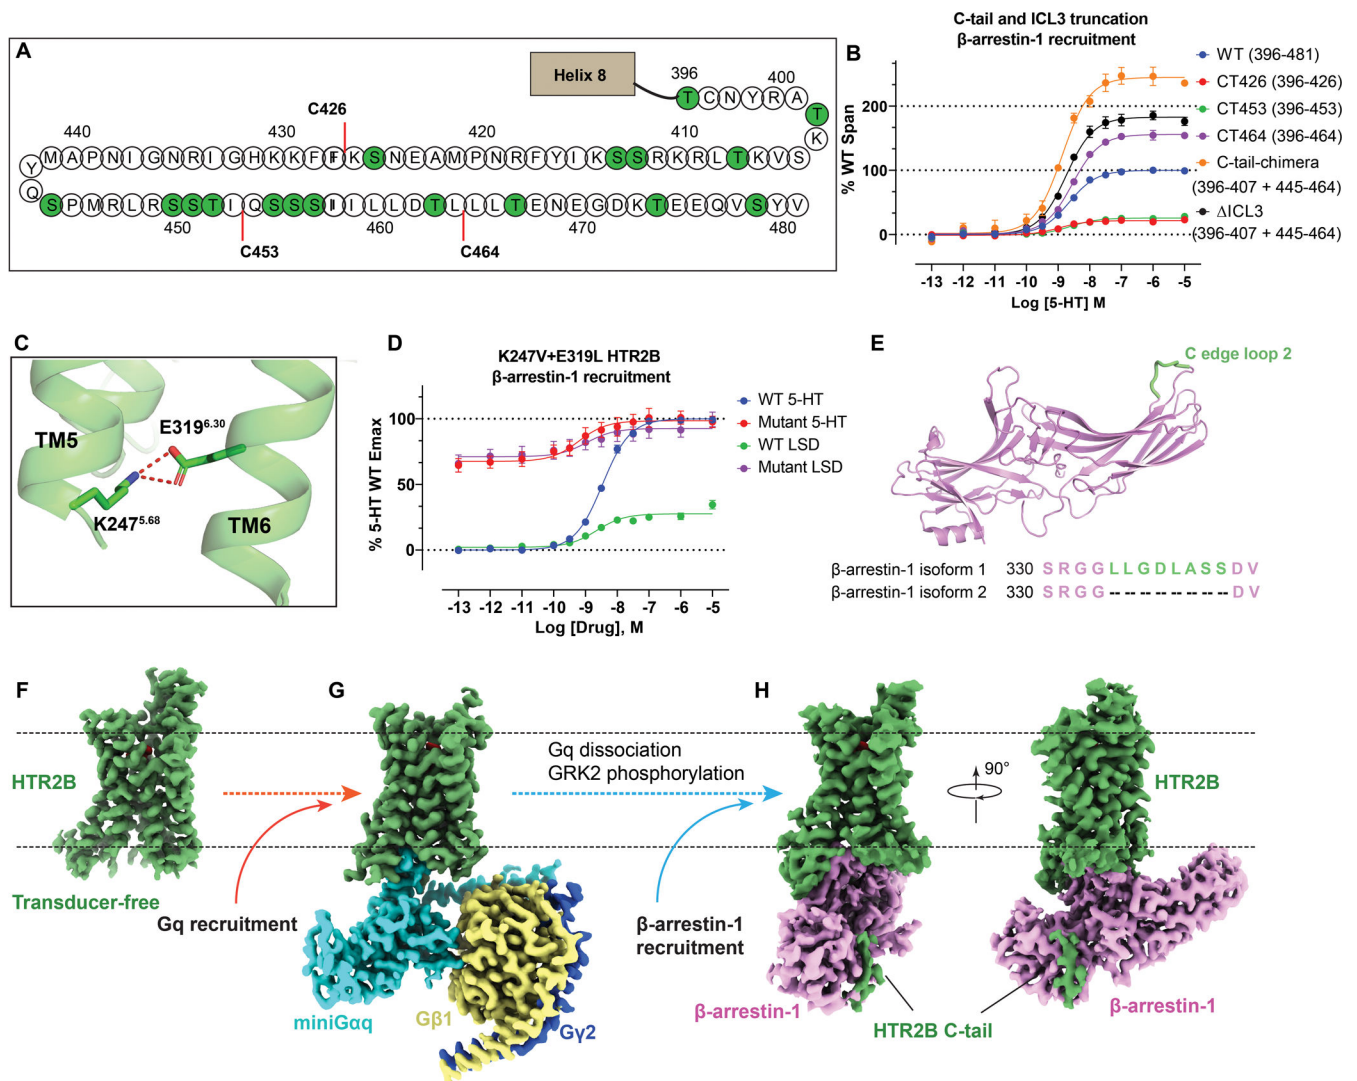 A
Helix 8
396
400
T C N Y R A
T
K
C426
440
430
420
410
M A P N I G N R I G H K K F F K S N E A M P N R F Y I K S S R K R L T K V S
Y
Q
S P M R L R S S T I Q S S S I I L L D T L L L T E N E G D K T E E Q V S Y V
450
460
470
480
C453
C464
B
C-tail and ICL3 truncation
β-arrestin-1 recruitment
% WT Span
200
100
0
-13 -12 -11 -10 -9 -8 -7 -6 -5
Log [5-HT] M
WT (396-481)
CT426 (396-426)
CT453 (396-453)
CT464 (396-464)
C-tail-chimera
(396-407 + 445-464)
ΔICL3
(396-407 + 445-464)
C
TM5
E319⁶·³⁰
K247⁵·⁶⁸
TM6
D
K247V+E319L HTR2B
β-arrestin-1 recruitment
% 5-HT WT Emax
100
50
0
-13 -12 -11 -10 -9 -8 -7 -6 -5
Log [Drug], M
WT 5-HT
Mutant 5-HT
WT LSD
Mutant LSD
E
C edge loop 2
β-arrestin-1 isoform 1 330 S R G G L L G D L A S S D V
β-arrestin-1 isoform 2 330 S R G G -- -- -- -- -- -- -- -- D V
F
HTR2B
Transducer-free
Gq recruitment
G
miniGαq
Gβ1
Gγ2
Gq dissociation
GRK2 phosphorylation
β-arrestin-1
recruitment
H
90°
HTR2B
β-arrestin-1
HTR2B C-tail
β-arrestin-1